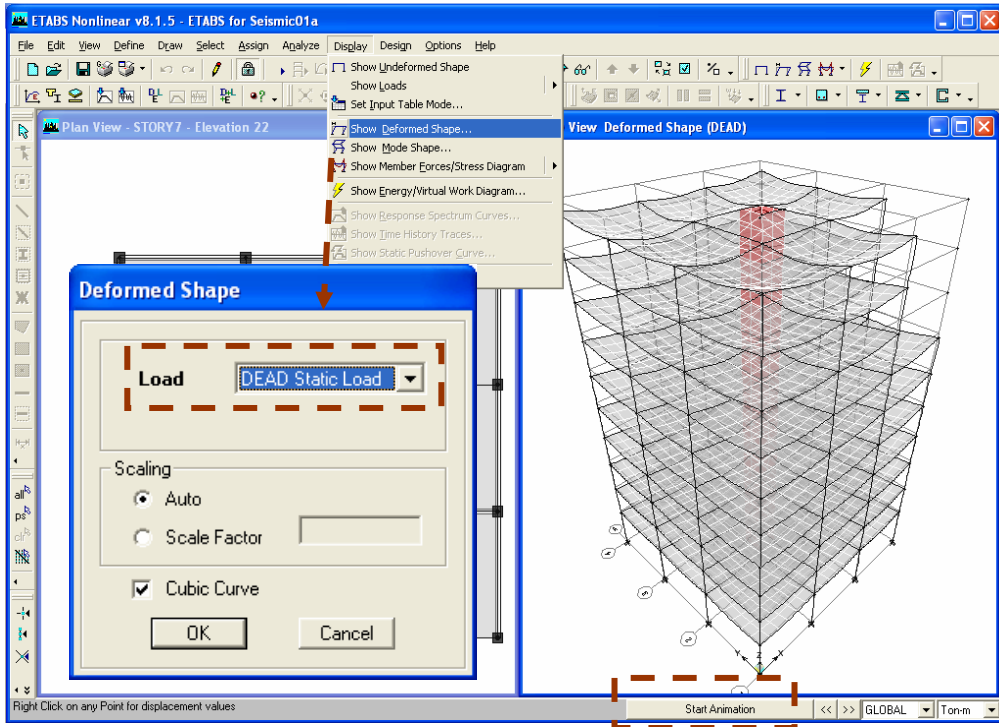 ETABS Nonlinear v8.1.5 - ETABS for Seismic01a
File Edit View Define Draw Select Assign Analyze Display Design Options Help
Show Undeformed Shape
Show Loads
Set Input Table Mode...
Show Deformed Shape...
Show Mode Shape...
Show Member Forces/Stress Diagram
Show Energy/Virtual Work Diagram...
Show Response Spectrum Curves...
Show Time History Traces...
Show Static Pushover Curve...
Plan View - STORY7 - Elevation 22
View Deformed Shape (DEAD)
Deformed Shape
Load DEAD Static Load
Scaling
Auto
Scale Factor
Cubic Curve
OK Cancel
all
ps
clr
Y Z X
Right Click on any Point for displacement values
Start Animation << >> GLOBAL Ton-m